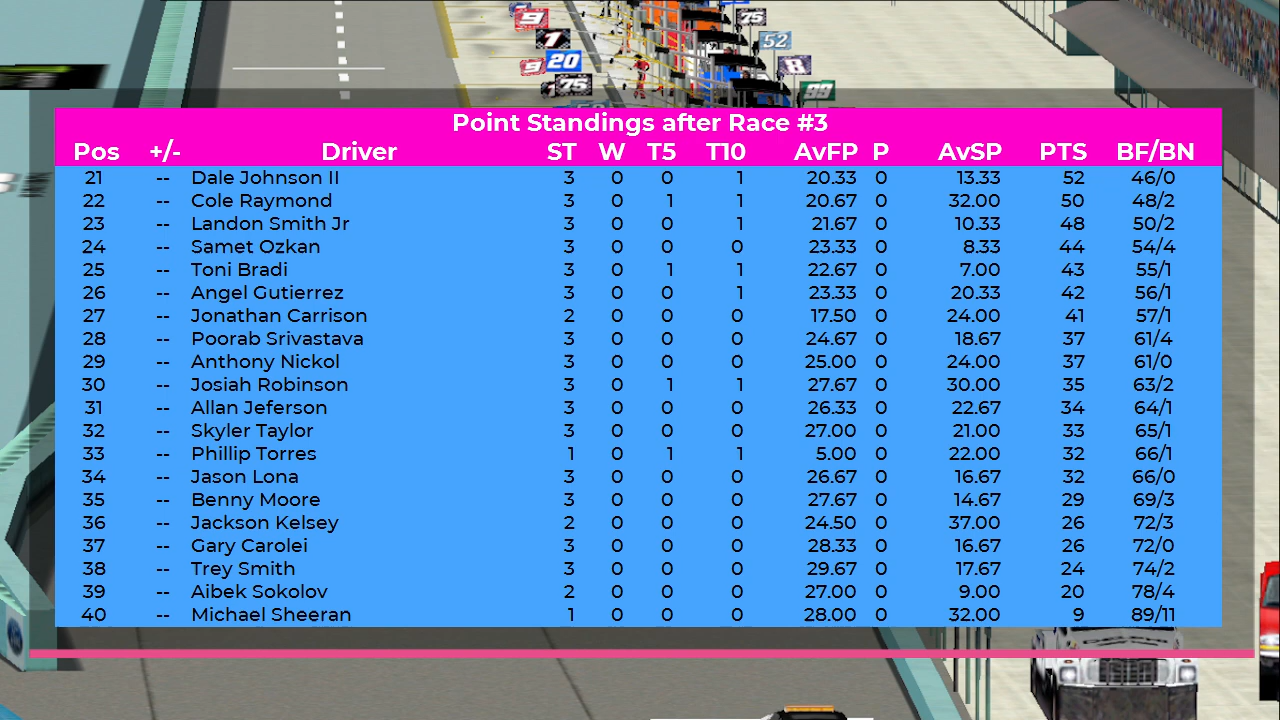 9
75
1
52
9
20
8
75
99
Point Standings after Race #3
Pos +/- Driver ST W T5 T10 AvFP P AvSP PTS BF/BN
21 -- Dale Johnson II 3 0 0 1 20.33 0 13.33 52 46/0
22 -- Cole Raymond 3 0 1 1 20.67 0 32.00 50 48/2
23 -- Landon Smith Jr 3 0 0 1 21.67 0 10.33 48 50/2
24 -- Samet Ozkan 3 0 0 0 23.33 0 8.33 44 54/4
25 -- Toni Bradi 3 0 1 1 22.67 0 7.00 43 55/1
26 -- Angel Gutierrez 3 0 0 1 23.33 0 20.33 42 56/1
27 -- Jonathan Carrison 2 0 0 0 17.50 0 24.00 41 57/1
28 -- Poorab Srivastava 3 0 0 0 24.67 0 18.67 37 61/4
29 -- Anthony Nickol 3 0 0 0 25.00 0 24.00 37 61/0
30 -- Josiah Robinson 3 0 1 1 27.67 0 30.00 35 63/2
31 -- Allan Jeferson 3 0 0 0 26.33 0 22.67 34 64/1
32 -- Skyler Taylor 3 0 0 0 27.00 0 21.00 33 65/1
33 -- Phillip Torres 1 0 1 1 5.00 0 22.00 32 66/1
34 -- Jason Lona 3 0 0 0 26.67 0 16.67 32 66/0
35 -- Benny Moore 3 0 0 0 27.67 0 14.67 29 69/3
36 -- Jackson Kelsey 2 0 0 0 24.50 0 37.00 26 72/3
37 -- Gary Carolei 3 0 0 0 28.33 0 16.67 26 72/0
38 -- Trey Smith 3 0 0 0 29.67 0 17.67 24 74/2
39 -- Aibek Sokolov 2 0 0 0 27.00 0 9.00 20 78/4
40 -- Michael Sheeran 1 0 0 0 28.00 0 32.00 9 89/11